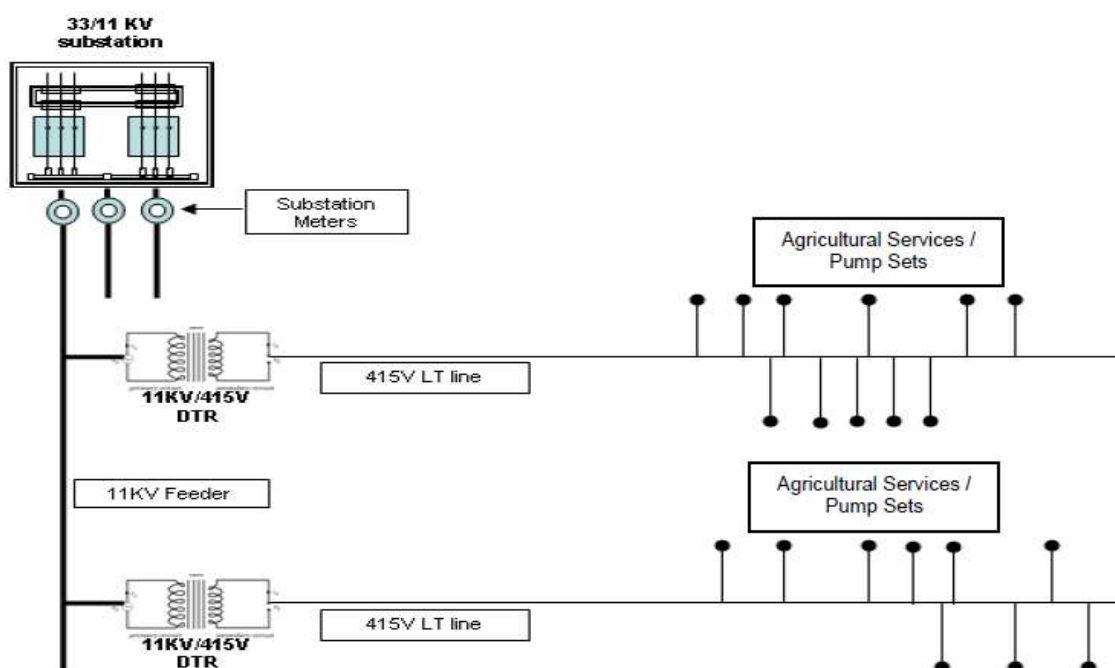 33/11 KV
substation
Substation
Meters
Agricultural Services /
Pump Sets
415V LT line
11KV/415V
DTR
11KV Feeder
Agricultural Services /
Pump Sets
415V LT line
11KV/415V
DTR